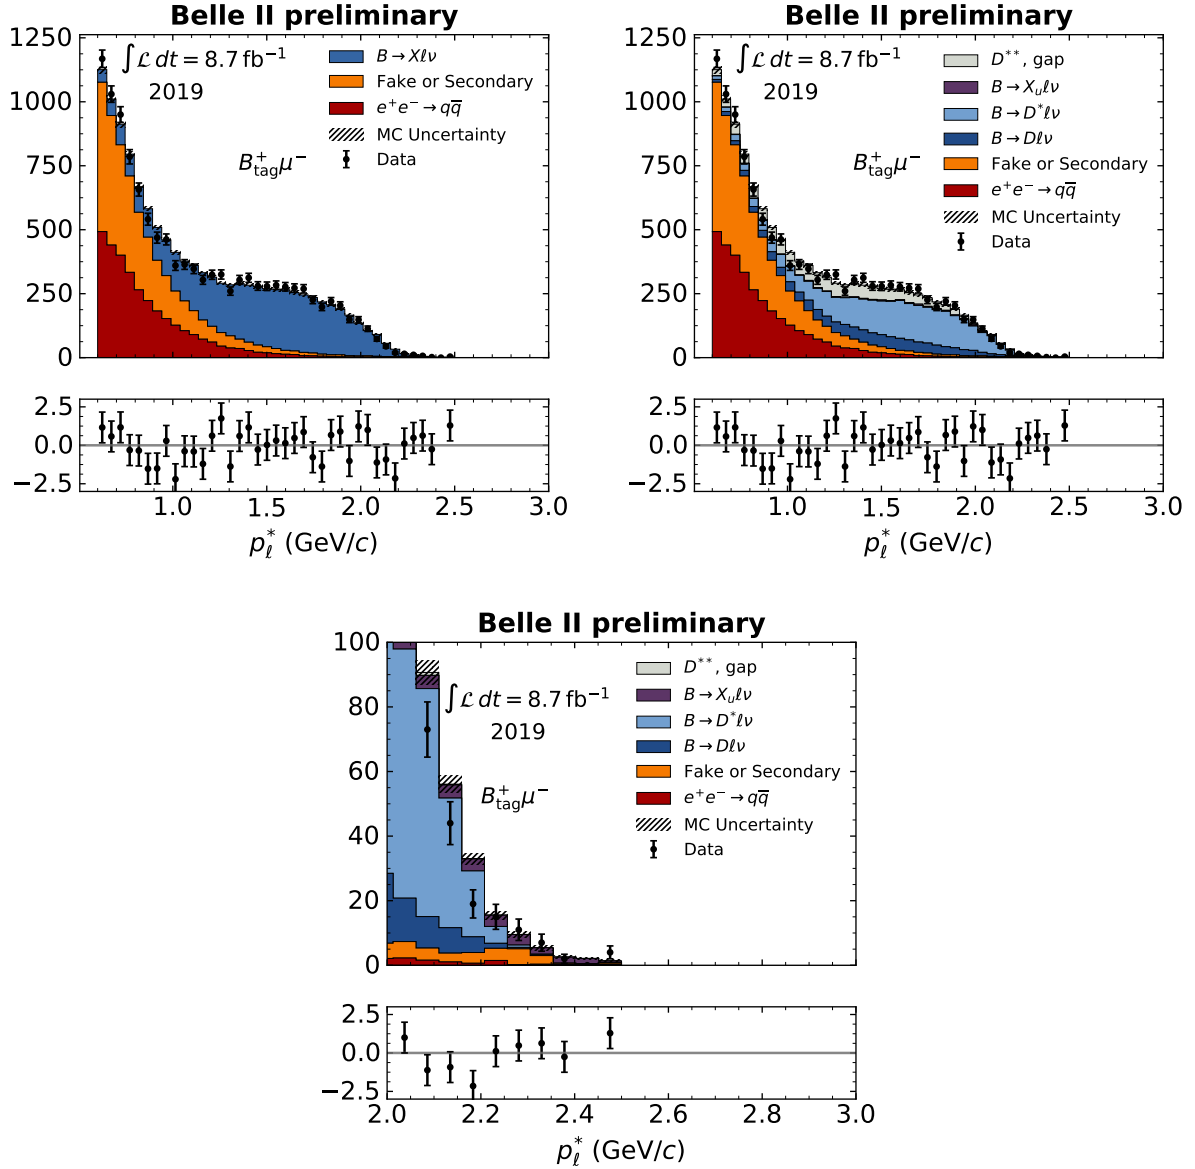 Belle II preliminary
∫ℒ dt = 8.7 fb⁻¹
2019
B → Xℓν
Fake or Secondary
e⁺e⁻ → qq̅
MC Uncertainty
Data
B⁺tag μ⁻
1250
1000
750
500
250
0
2.5
0.0
−2.5
1.0 1.5 2.0 2.5 3.0
p*ℓ (GeV/c)
Belle II preliminary
∫ℒ dt = 8.7 fb⁻¹
2019
D**, gap
B → Xᵤℓν
B → D*ℓν
B → Dℓν
Fake or Secondary
e⁺e⁻ → qq̅
MC Uncertainty
Data
B⁺tag μ⁻
1250
1000
750
500
250
0
2.5
0.0
−2.5
1.0 1.5 2.0 2.5 3.0
p*ℓ (GeV/c)
Belle II preliminary
∫ℒ dt = 8.7 fb⁻¹
2019
D**, gap
B → Xᵤℓν
B → D*ℓν
B → Dℓν
Fake or Secondary
e⁺e⁻ → qq̅
MC Uncertainty
Data
B⁺tag μ⁻
100
80
60
40
20
0
2.5
0.0
−2.5
2.0 2.2 2.4 2.6 2.8 3.0
p*ℓ (GeV/c)